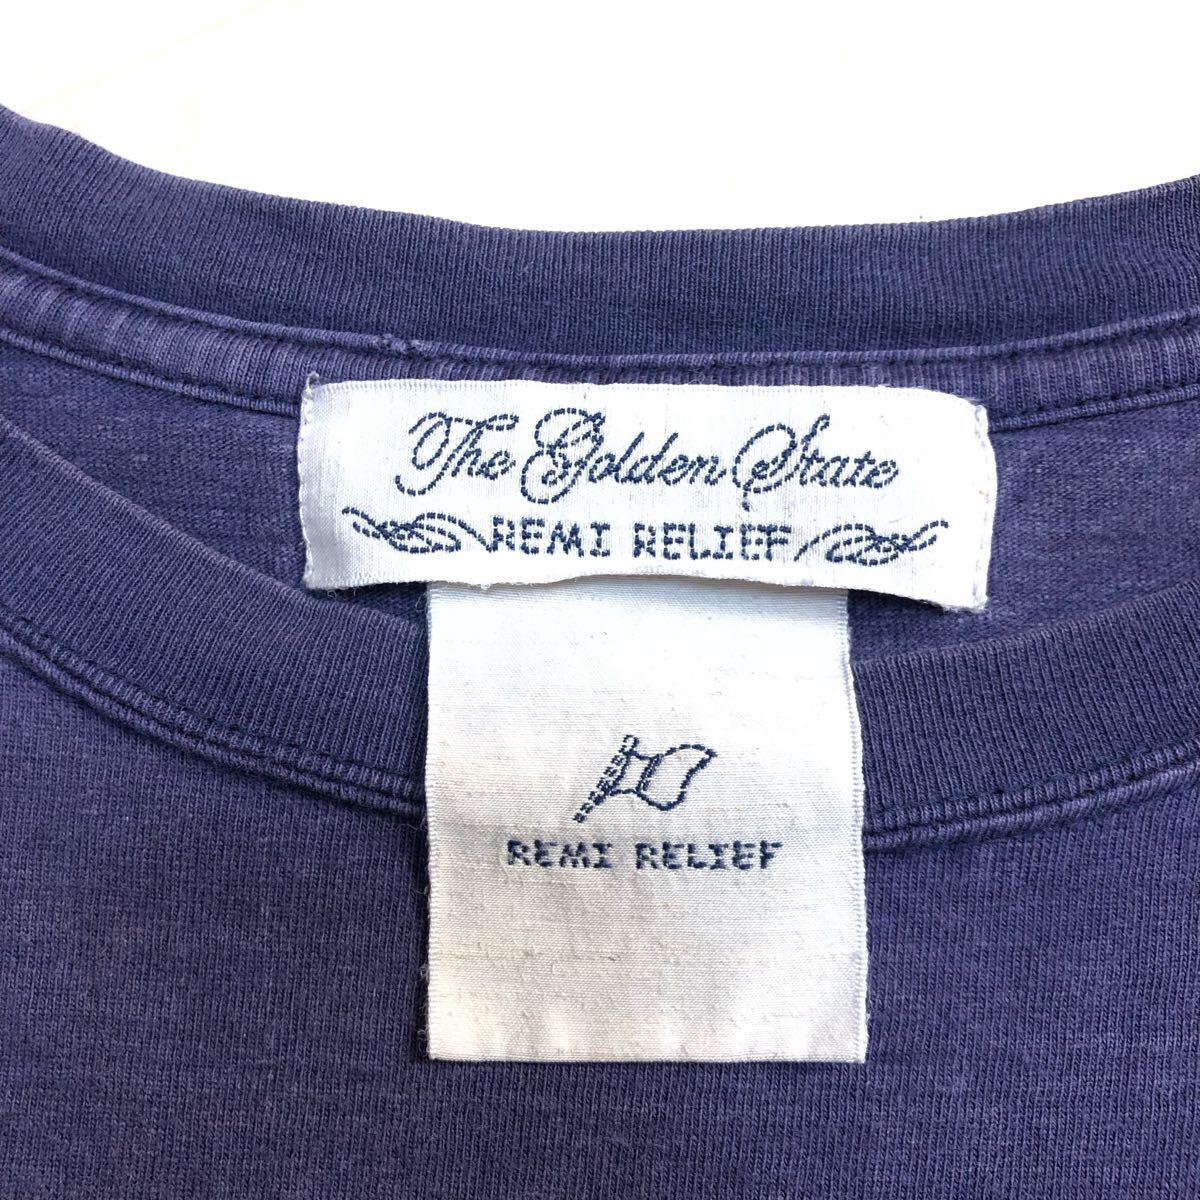 The Golden State
REMI RELIEF
REMI RELIEF